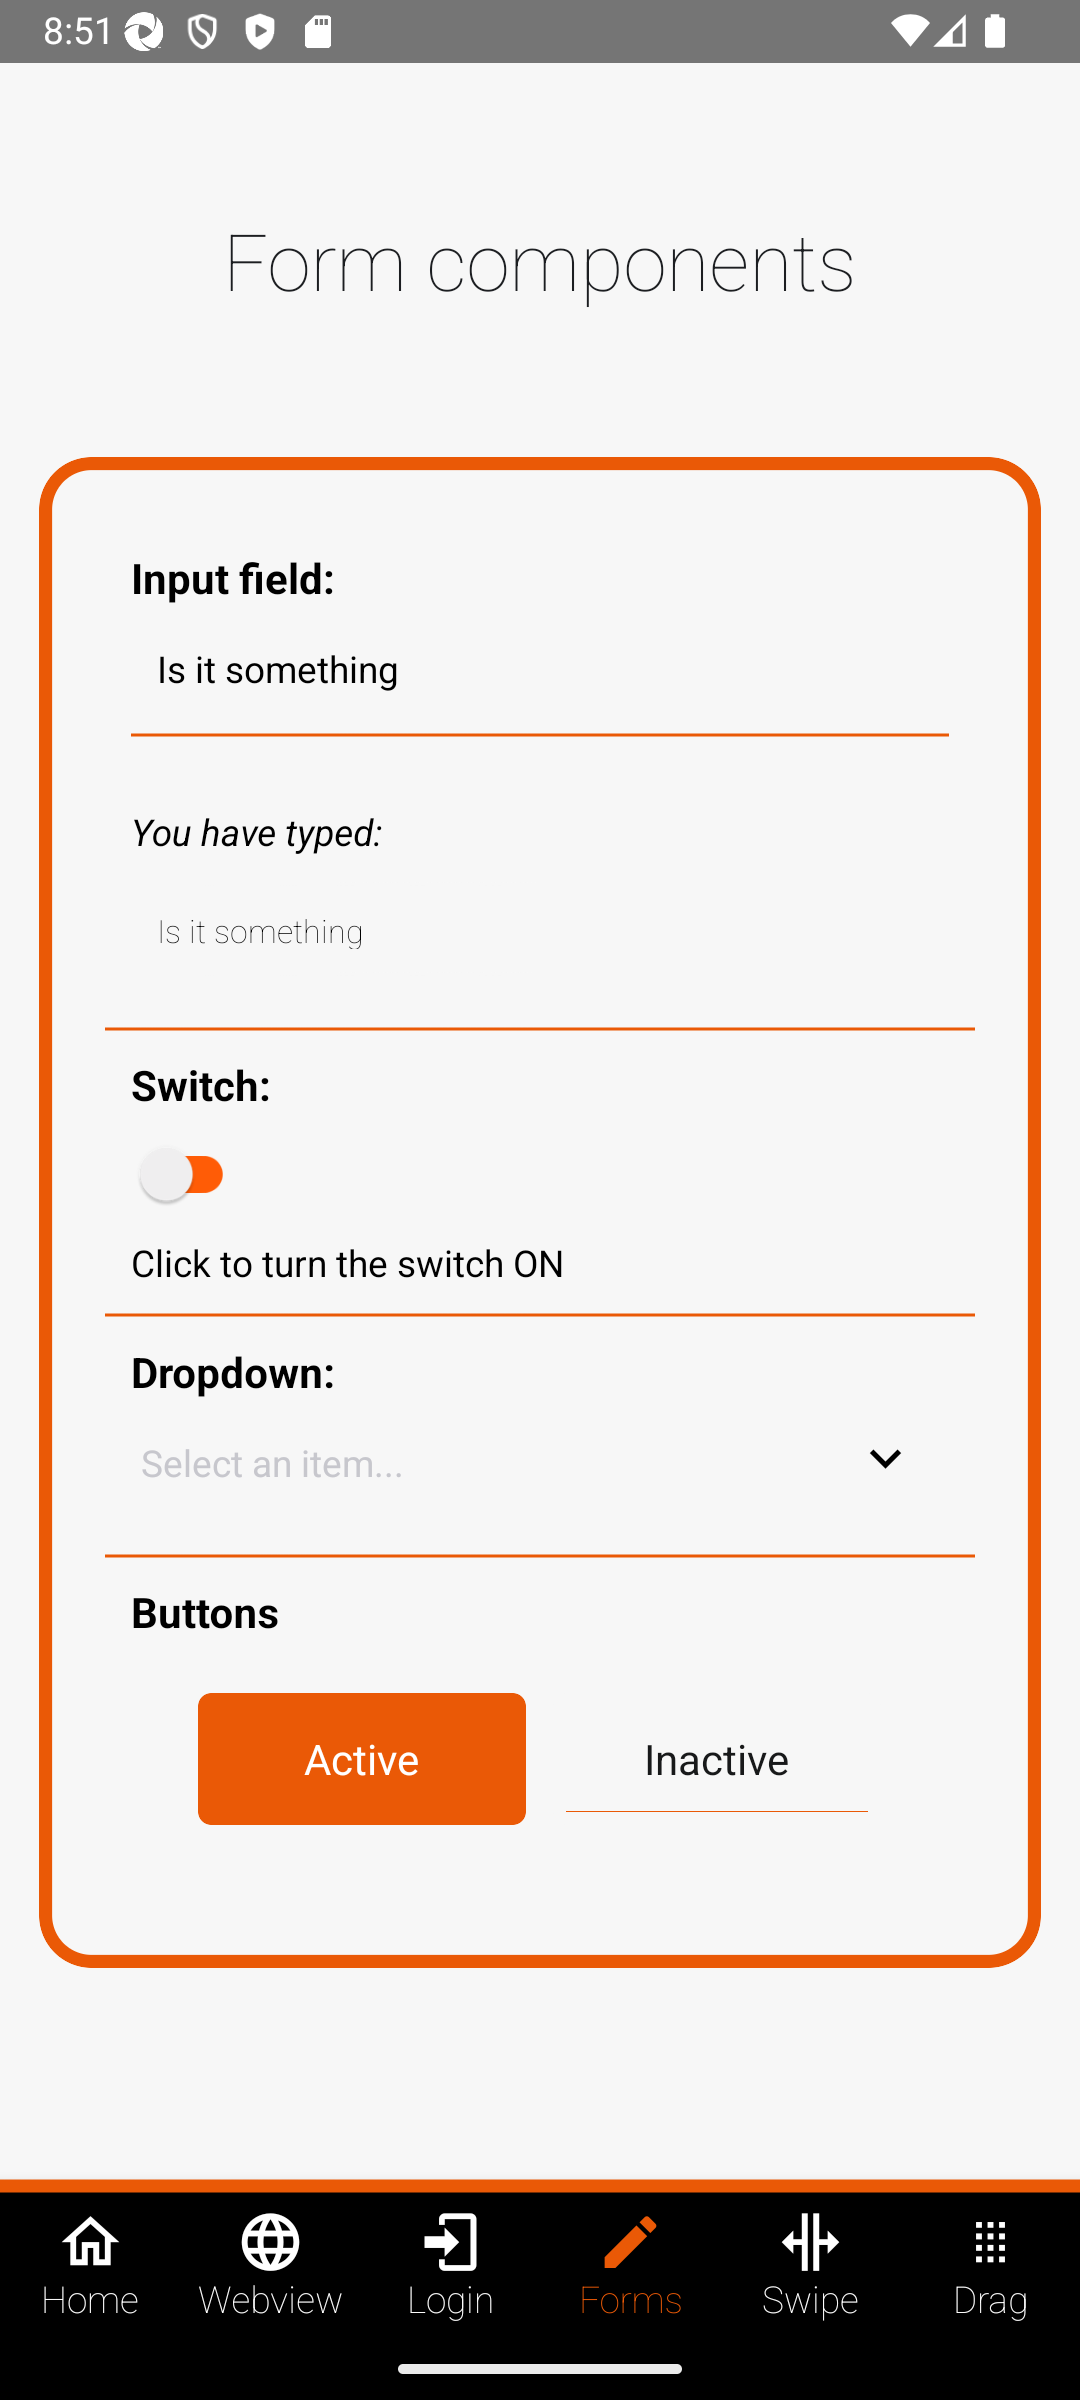 8:51
Form components
Input field:
Is it something
You have typed:
Is it something
Switch:
Click to turn the switch ON
Dropdown:
Select an item...
Buttons
Active Inactive
Home Webview Login Forms Swipe Drag